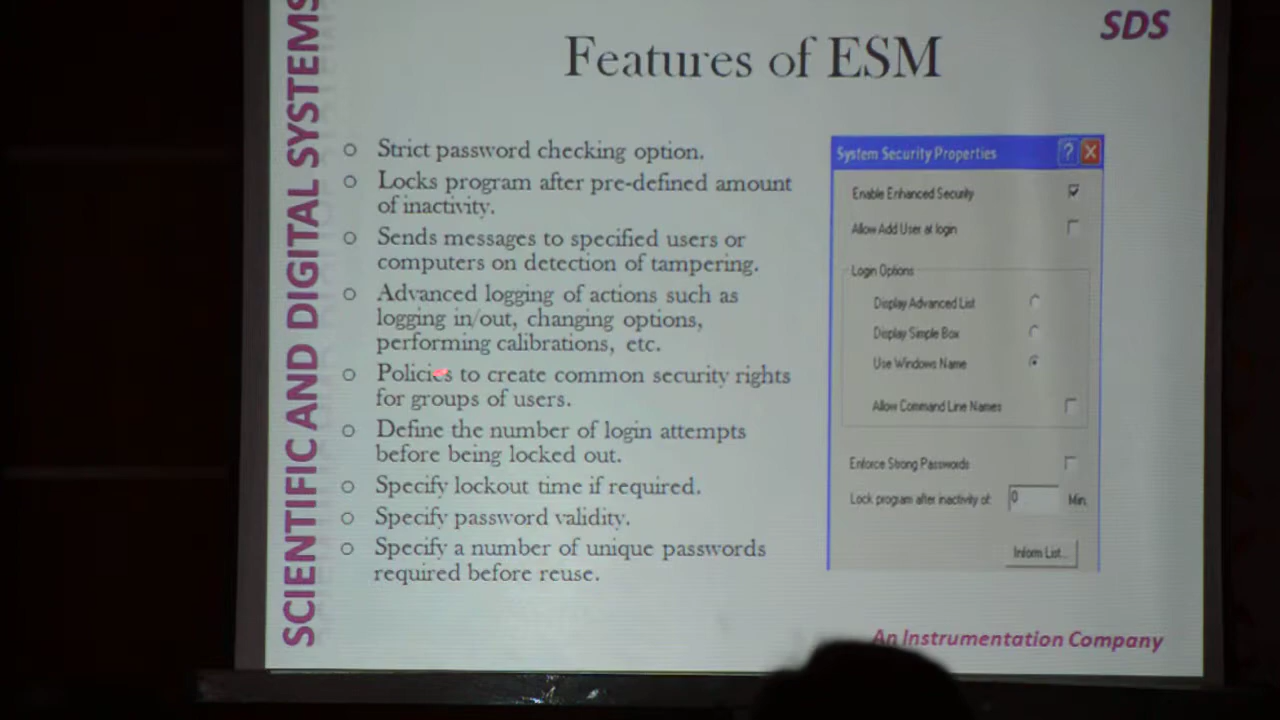 SCIENTIFIC AND DIGITAL SYSTEMS
SDS
Features of ESM
Strict password checking option.
Locks program after pre-defined amount
of inactivity.
Sends messages to specified users or
computers on detection of tampering.
Advanced logging of actions such as
logging in/out, changing options,
performing calibrations, etc.
Policies to create common security rights
for groups of users.
Define the number of login attempts
before being locked out.
Specify lockout time if required.
Specify password validity.
Specify a number of unique passwords
required before reuse.
System Security Properties ? X
Enable Enhanced Security
Allow Add User at login
Login Options
Display Advanced List
Display Simple Box
Use Windows Name
Allow Command Line Names
Enforce Strong Passwords
Lock program after inactivity of: 0 Min.
Inform List...
An Instrumentation Company